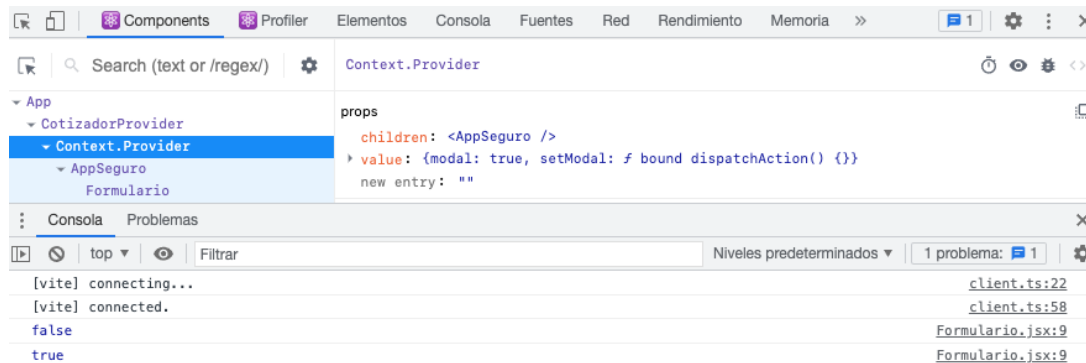 Components Profiler Elementos Consola Fuentes Red Rendimiento Memoria » 1
Search (text or /regex/) Context.Provider
App
CotizadorProvider
Context.Provider
AppSeguro
Formulario
props
children: <AppSeguro />
value: {modal: true, setModal: ƒ bound dispatchAction() {}}
new entry: ""
Consola Problemas
top Filtrar Niveles predeterminados 1 problema: 1
[vite] connecting... client.ts:22
[vite] connected. client.ts:58
false Formulario.jsx:9
true Formulario.jsx:9